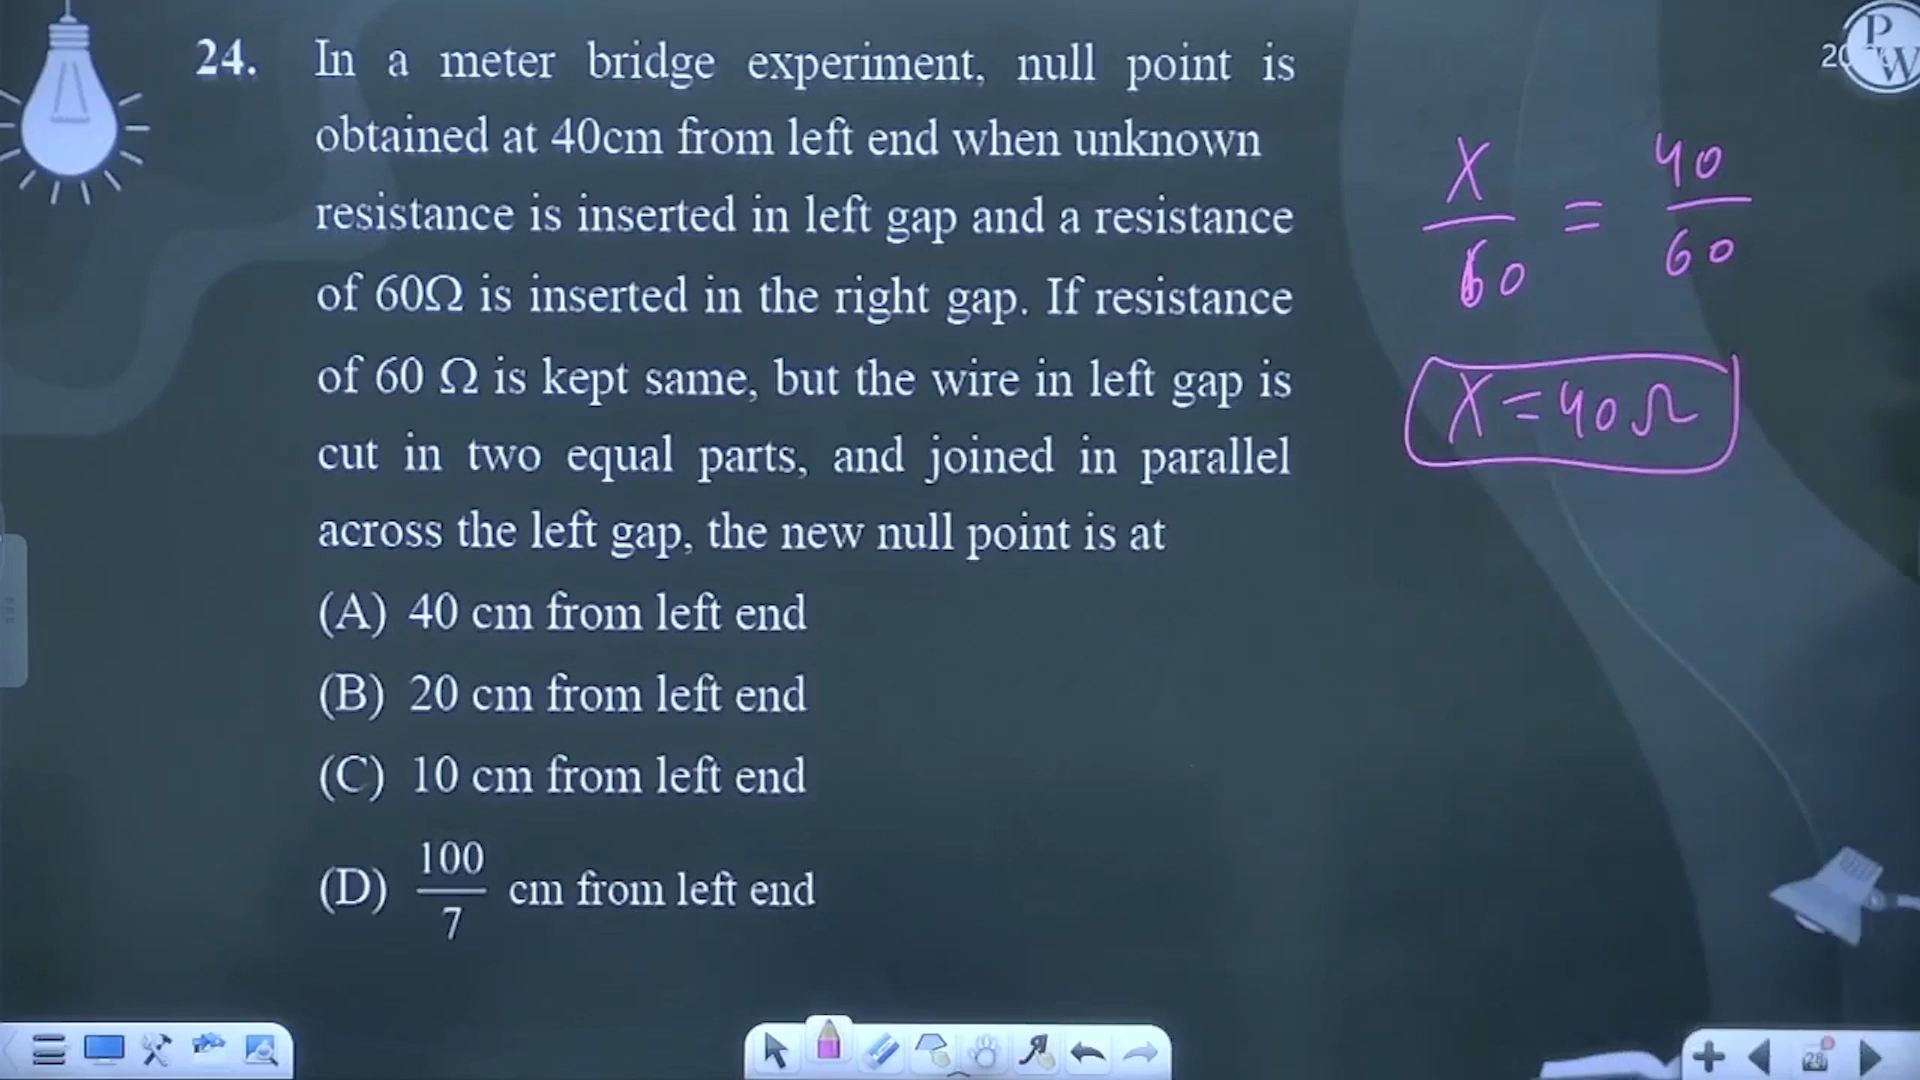 24. In a meter bridge experiment, null point is
obtained at 40cm from left end when unknown
resistance is inserted in left gap and a resistance
of 60Ω is inserted in the right gap. If resistance
of 60 Ω is kept same, but the wire in left gap is
cut in two equal parts, and joined in parallel
across the left gap, the new null point is at
(A) 40 cm from left end
(B) 20 cm from left end
(C) 10 cm from left end
(D) 100/7 cm from left end
X/60 = 40/60
X = 40 Ω
PW
28